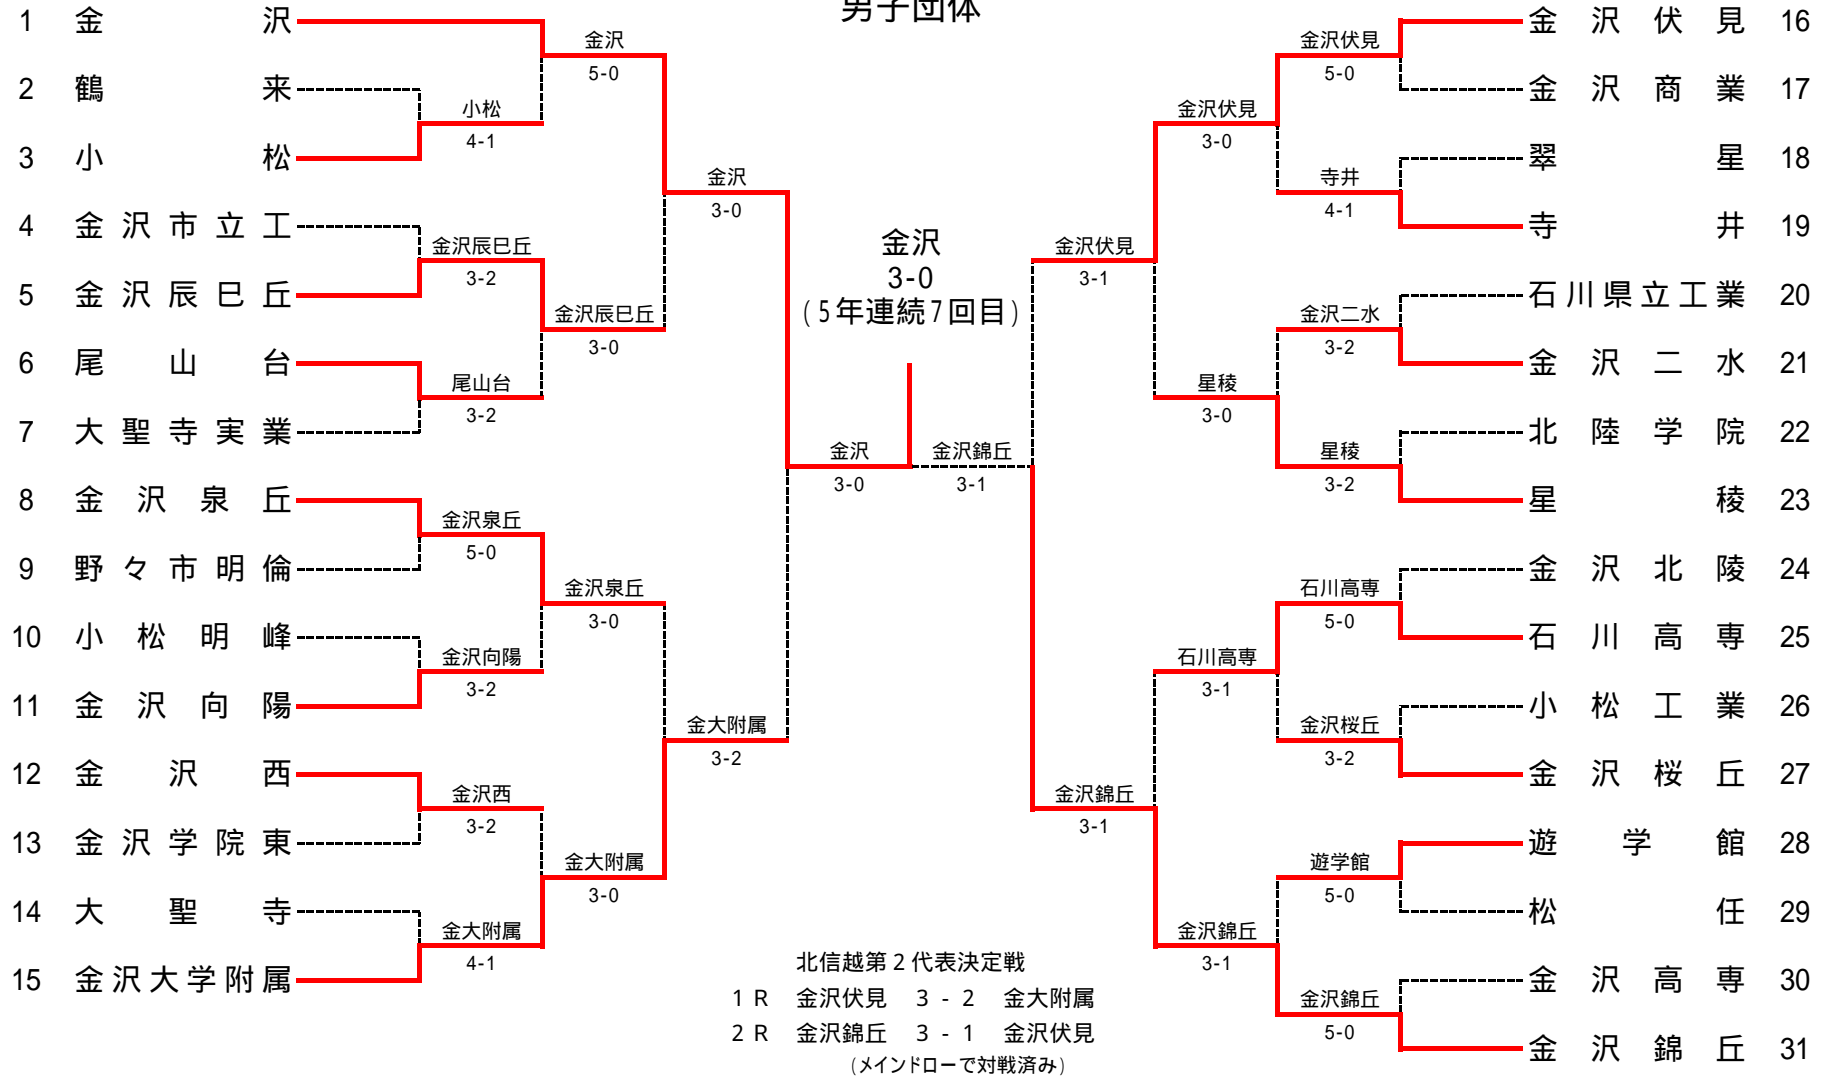 男子団体
1 金沢
2 鶴来
3 小松
4 金沢市立工
5 金沢辰巳丘
6 尾山台
7 大聖寺実業
8 金沢泉丘
9 野々市明倫
10 小松明峰
11 金沢向陽
12 金沢西
13 金沢学院東
14 大聖寺
15 金沢大学附属
小松
4-1
金沢辰巳丘
3-2
尾山台
3-2
金沢泉丘
5-0
金沢向陽
3-2
金沢西
3-2
金大附属
4-1
金沢
5-0
金沢辰巳丘
3-0
金沢泉丘
3-0
金大附属
3-0
金沢
3-0
金大附属
3-2
金沢
3-0
金沢
3-0
(5年連続7回目)
金沢錦丘
3-1
金沢伏見
3-1
金沢錦丘
3-1
金沢伏見
3-0
星稜
3-0
石川高専
3-1
金沢錦丘
3-1
金沢伏見
5-0
寺井
4-1
金沢二水
3-2
星稜
3-2
石川高専
5-0
金沢桜丘
3-2
遊学館
5-0
金沢錦丘
5-0
金沢伏見 16
金沢商業 17
翠星 18
寺井 19
石川県立工業 20
金沢二水 21
北陸学院 22
星稜 23
金沢北陵 24
石川高専 25
小松工業 26
金沢桜丘 27
遊学館 28
松任 29
金沢高専 30
金沢錦丘 31
北信越第2代表決定戦
1R 金沢伏見 3-2 金大附属
2R 金沢錦丘 3-1 金沢伏見
(メインドローで対戦済み)